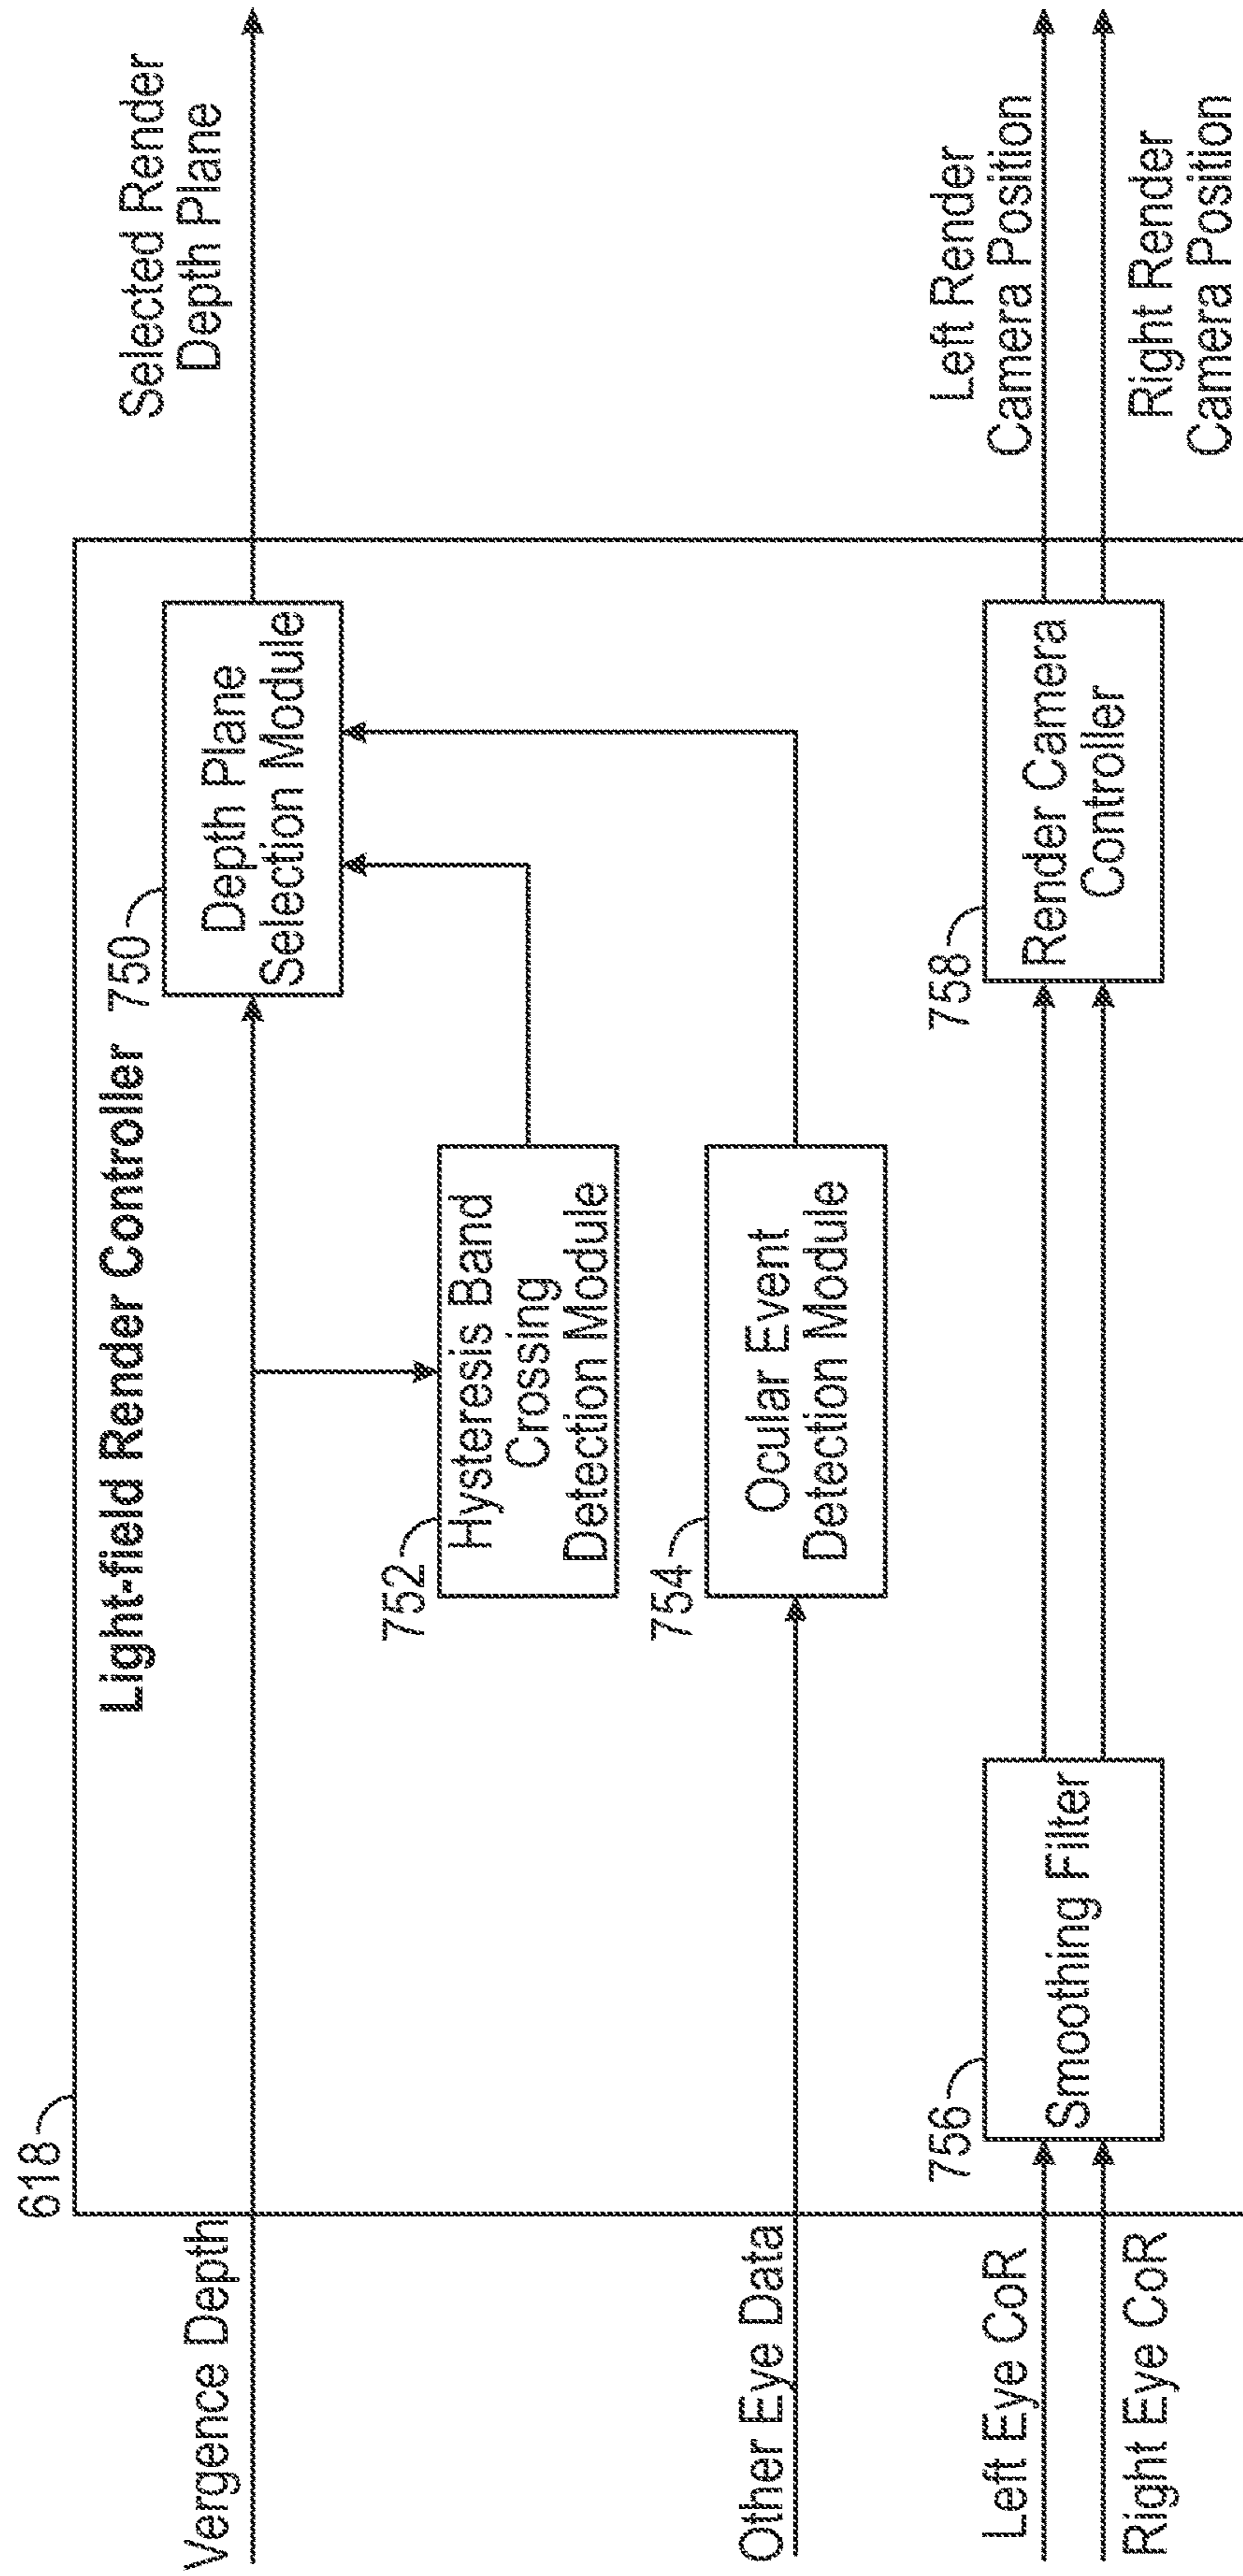 618
Light-field Render Controller
Vergence Depth
750
Depth Plane
Selection Module
Selected Render
Depth Plane
752
Hysteresis Band
Crossing
Detection Module
Other Eye Data
754
Ocular Event
Detection Module
Left Eye CoR
Right Eye CoR
756
Smoothing Filter
758
Render Camera
Controller
Left Render
Camera Position
Right Render
Camera Position